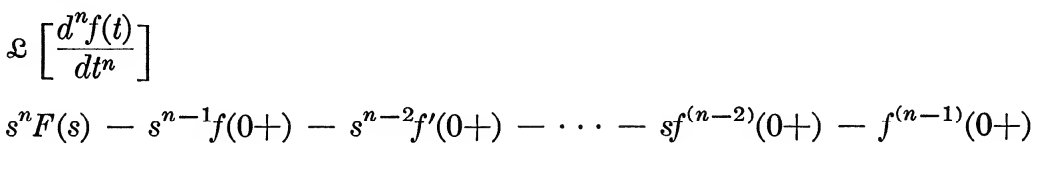 £ [dⁿf(t)/dtⁿ]
sⁿF(s) − sⁿ⁻¹f(0+) − sⁿ⁻²f′(0+) − · · · − sf⁽ⁿ⁻²⁾(0+) − f⁽ⁿ⁻¹⁾(0+)